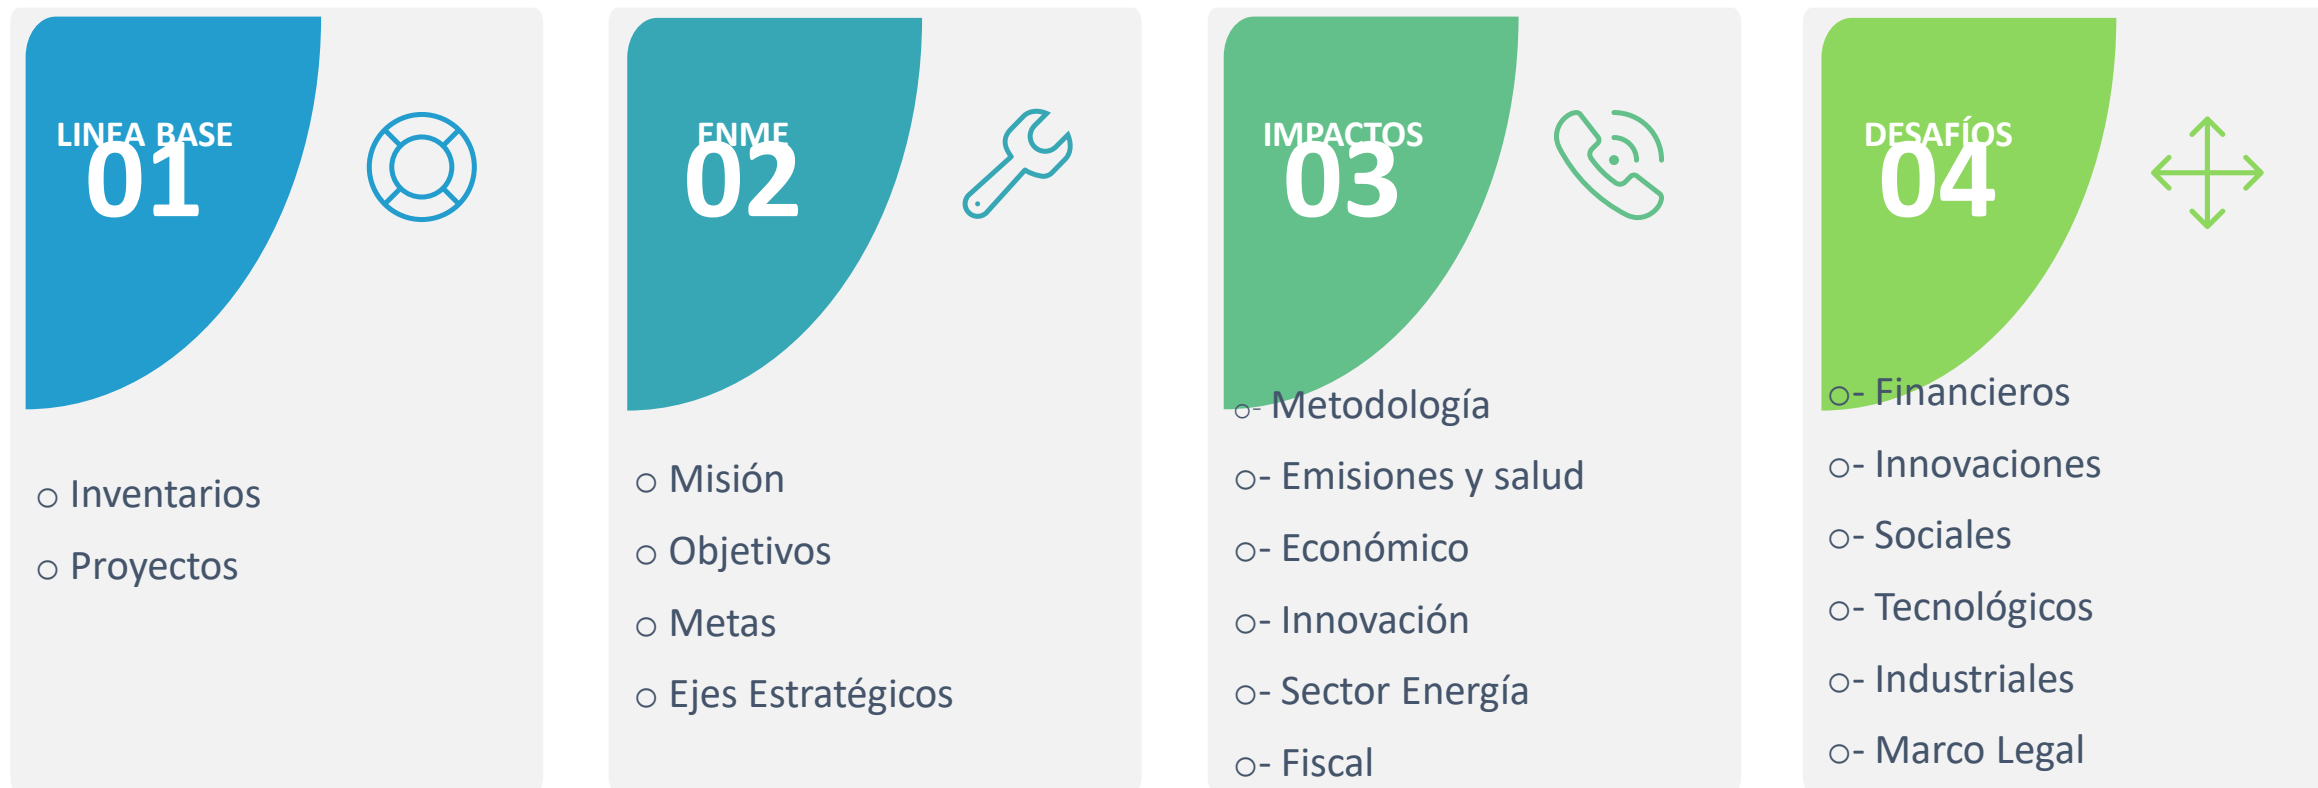 LINEA BASE
01
o Inventarios
o Proyectos
ENME
02
o Misión
o Objetivos
o Metas
o Ejes Estratégicos
IMPACTOS
03
o- Metodología
o- Emisiones y salud
o- Económico
o- Innovación
o- Sector Energía
o- Fiscal
DESAFÍOS
04
o- Financieros
o- Innovaciones
o- Sociales
o- Tecnológicos
o- Industriales
o- Marco Legal